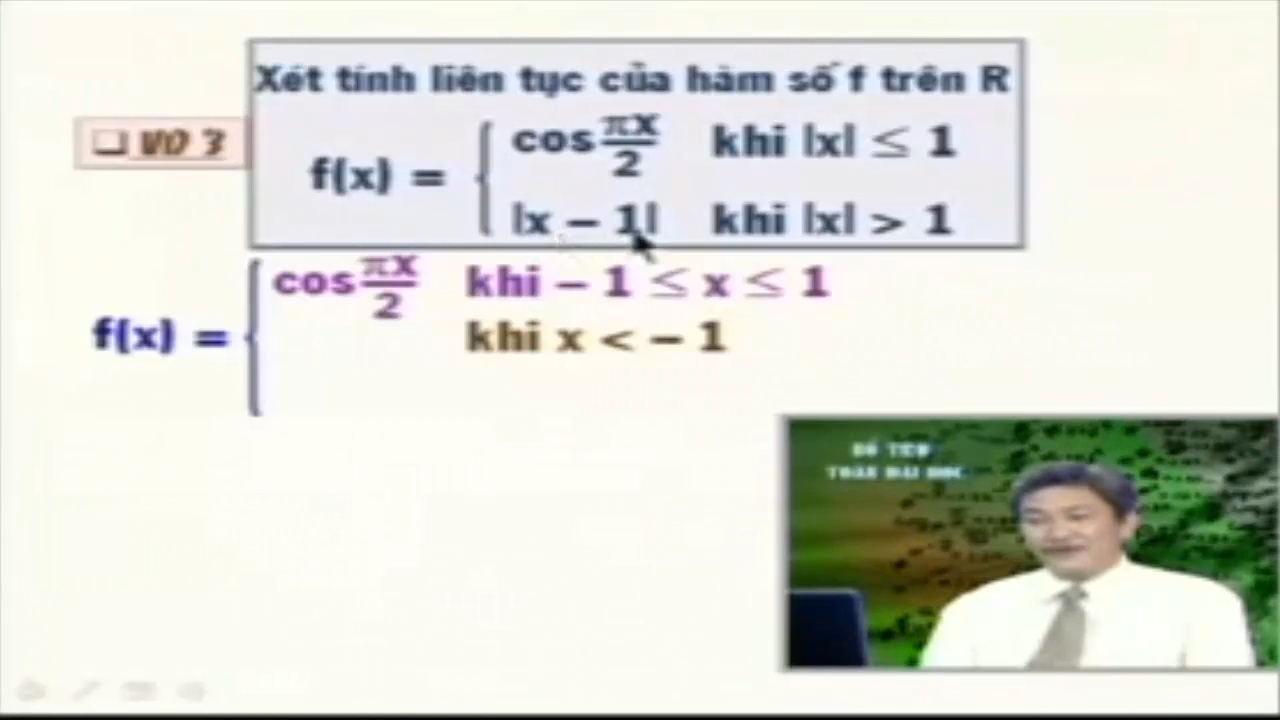 Xét tính liên tục của hàm số f trên R
❑ VD 3
f(x) = { cos πx/2 khi |x| ≤ 1
|x − 1| khi |x| > 1
f(x) = { cos πx/2 khi − 1 ≤ x ≤ 1
khi x < − 1